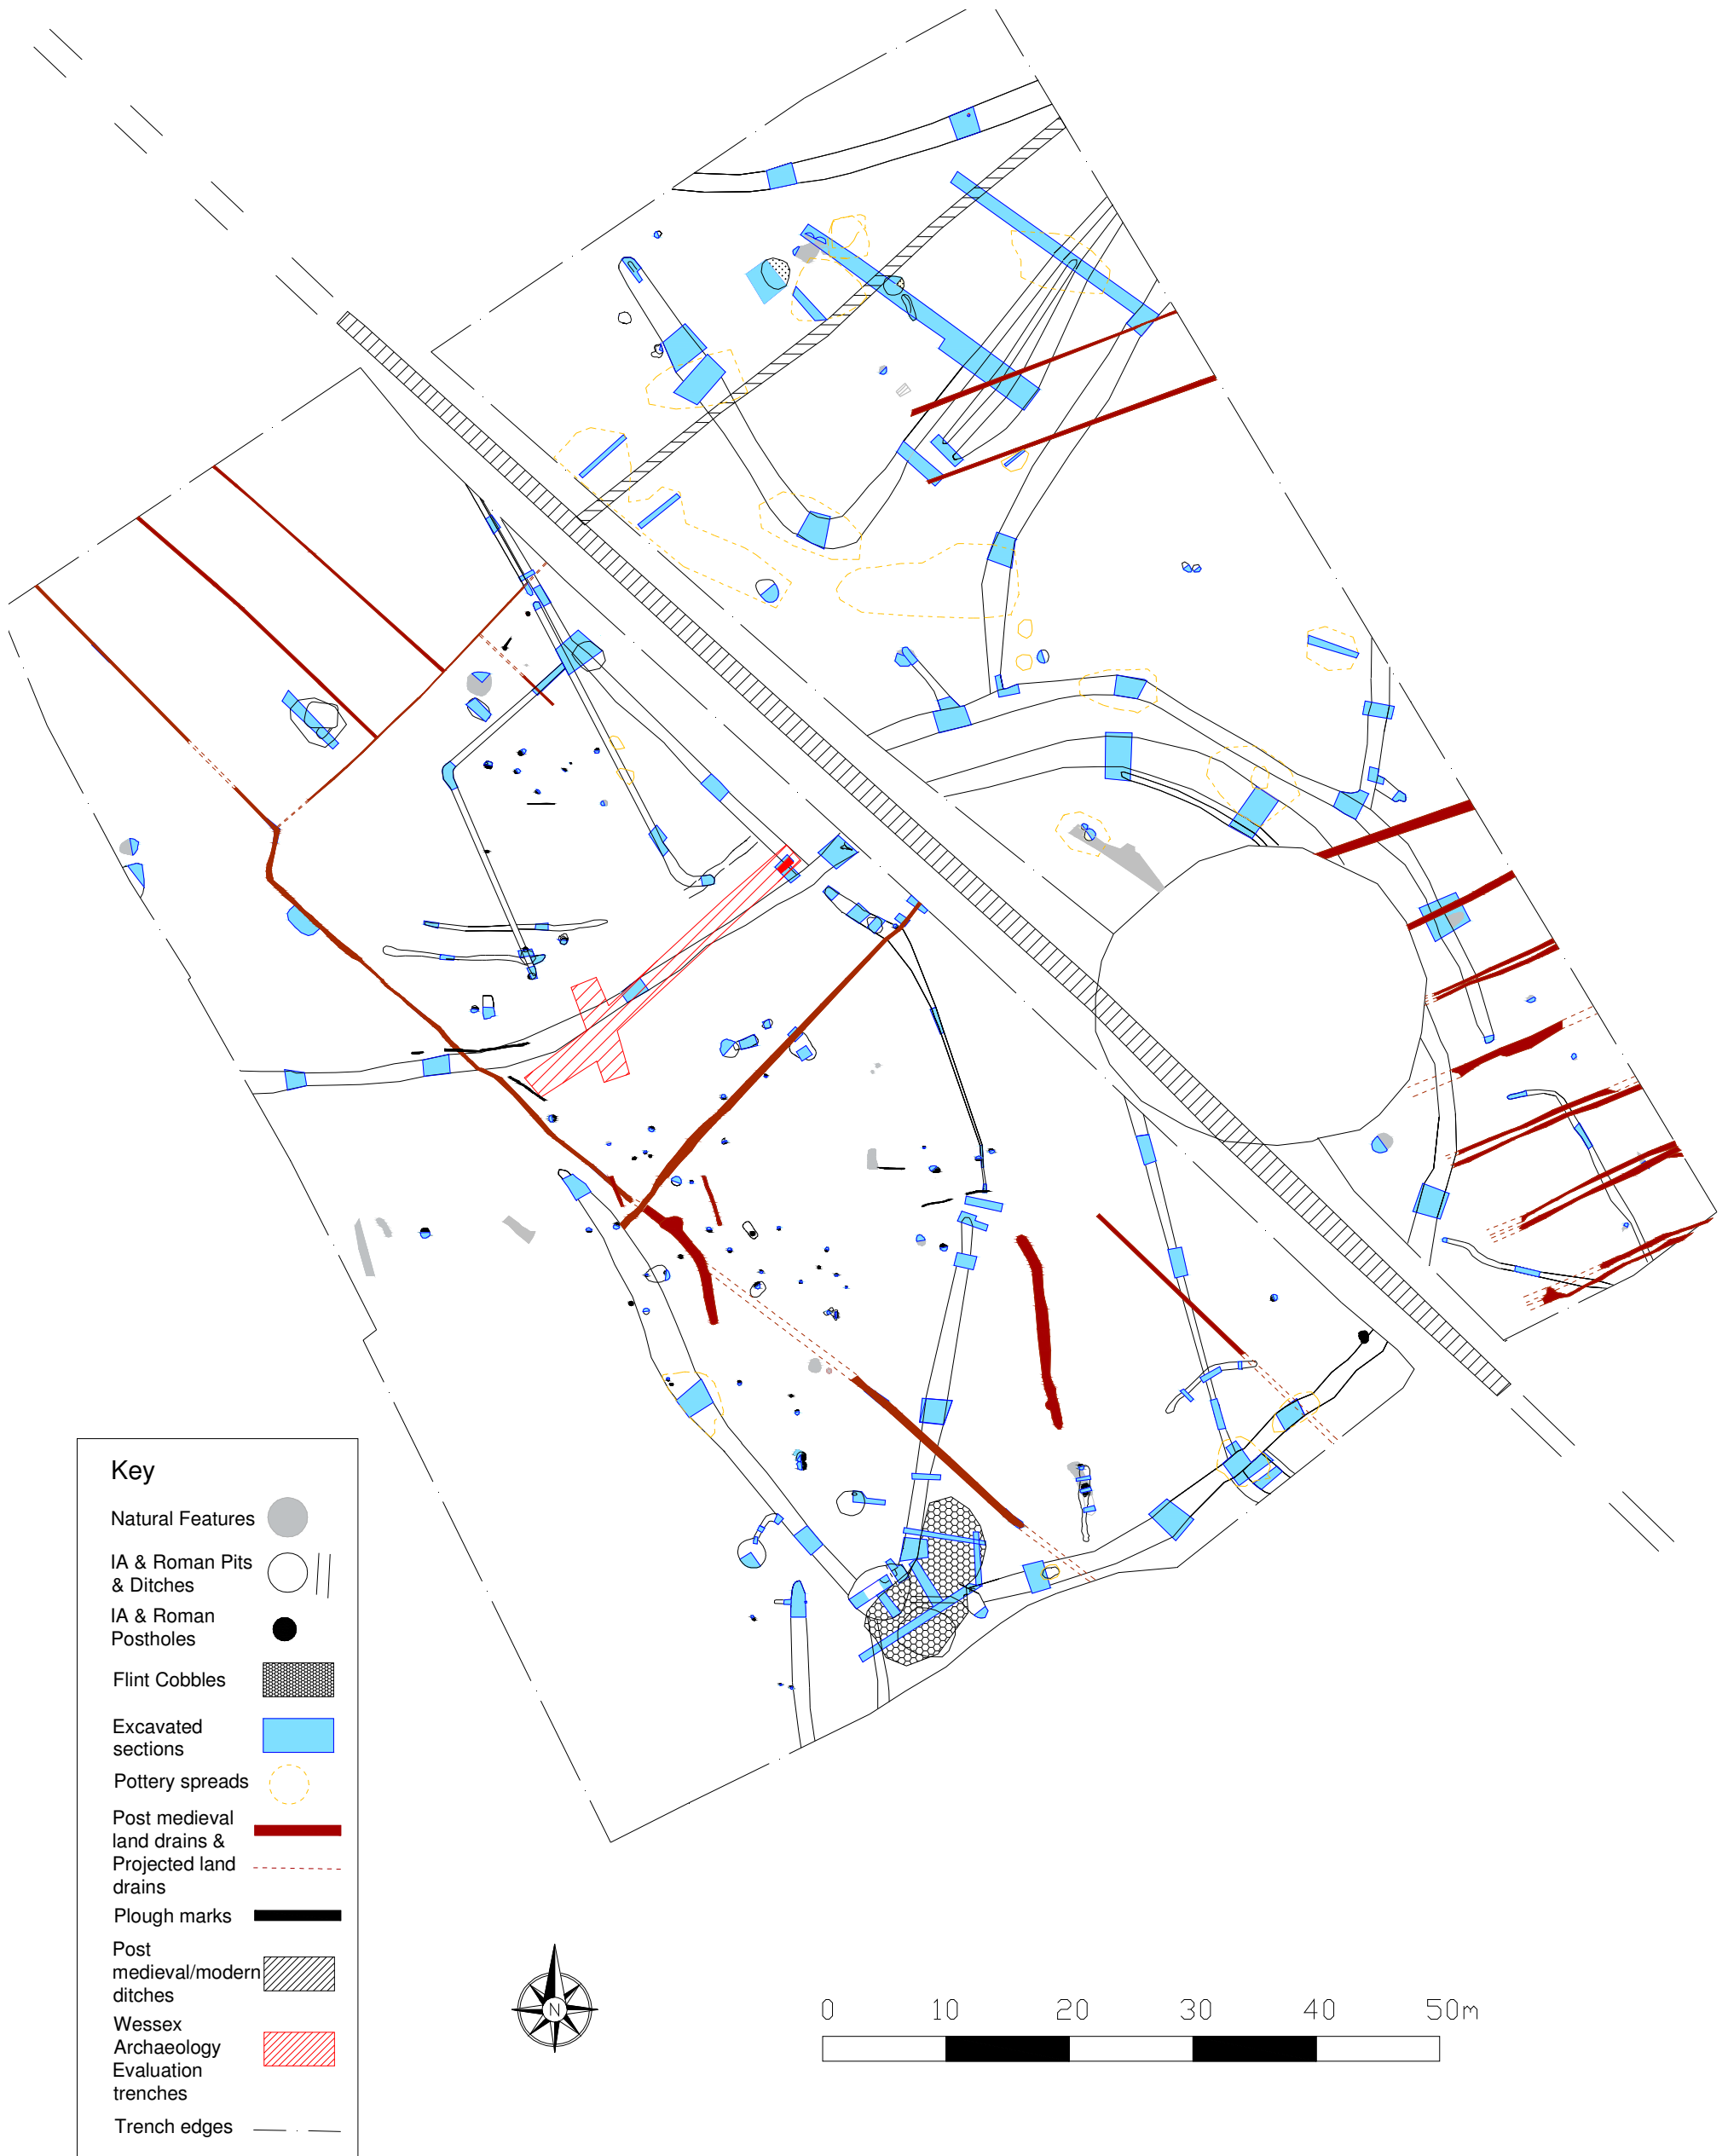 Key
Natural Features
IA & Roman Pits
& Ditches
IA & Roman
Postholes
Flint Cobbles
Excavated
sections
Pottery spreads
Post medieval
land drains &
Projected land
drains
Plough marks
Post
medieval/modern
ditches
Wessex
Archaeology
Evaluation
trenches
Trench edges
N
0 10 20 30 40 50m